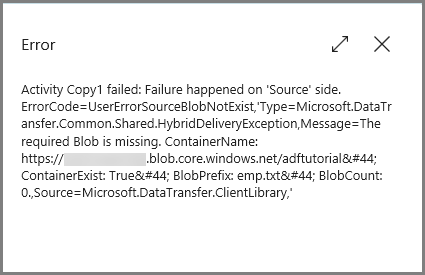 Error
Activity Copy1 failed: Failure happened on 'Source' side.
ErrorCode=UserErrorSourceBlobNotExist,'Type=Microsoft.DataTr
ansfer.Common.Shared.HybridDeliveryException,Message=The
required Blob is missing. ContainerName:
https://.blob.core.windows.net/adftutorial&#44;
ContainerExist: True&#44; BlobPrefix: emp.txt&#44; BlobCount:
0.,Source=Microsoft.DataTransfer.ClientLibrary,'